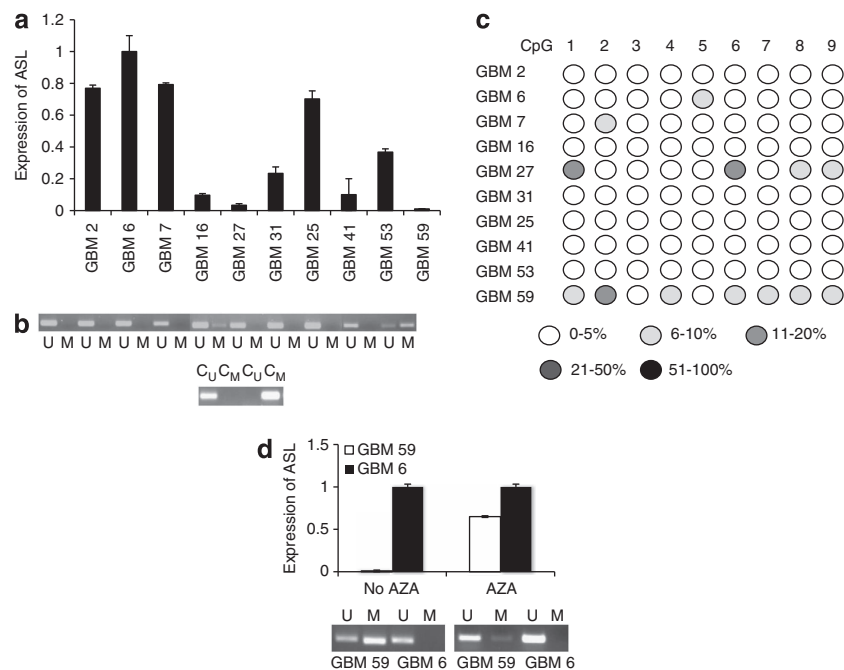 a
Expression of ASL
1.2
1
0.8
0.6
0.4
0.2
0
GBM 2
GBM 6
GBM 7
GBM 16
GBM 27
GBM 31
GBM 25
GBM 41
GBM 53
GBM 59
b
U M U M U M U M U M U M U M U M U M U M
CU CM CU CM
c
CpG 1 2 3 4 5 6 7 8 9
GBM 2
GBM 6
GBM 7
GBM 16
GBM 27
GBM 31
GBM 25
GBM 41
GBM 53
GBM 59
0-5% 6-10% 11-20%
21-50% 51-100%
d
Expression of ASL
1.5
1
0.5
0
GBM 59
GBM 6
No AZA AZA
U M U M U M U M
GBM 59 GBM 6 GBM 59 GBM 6